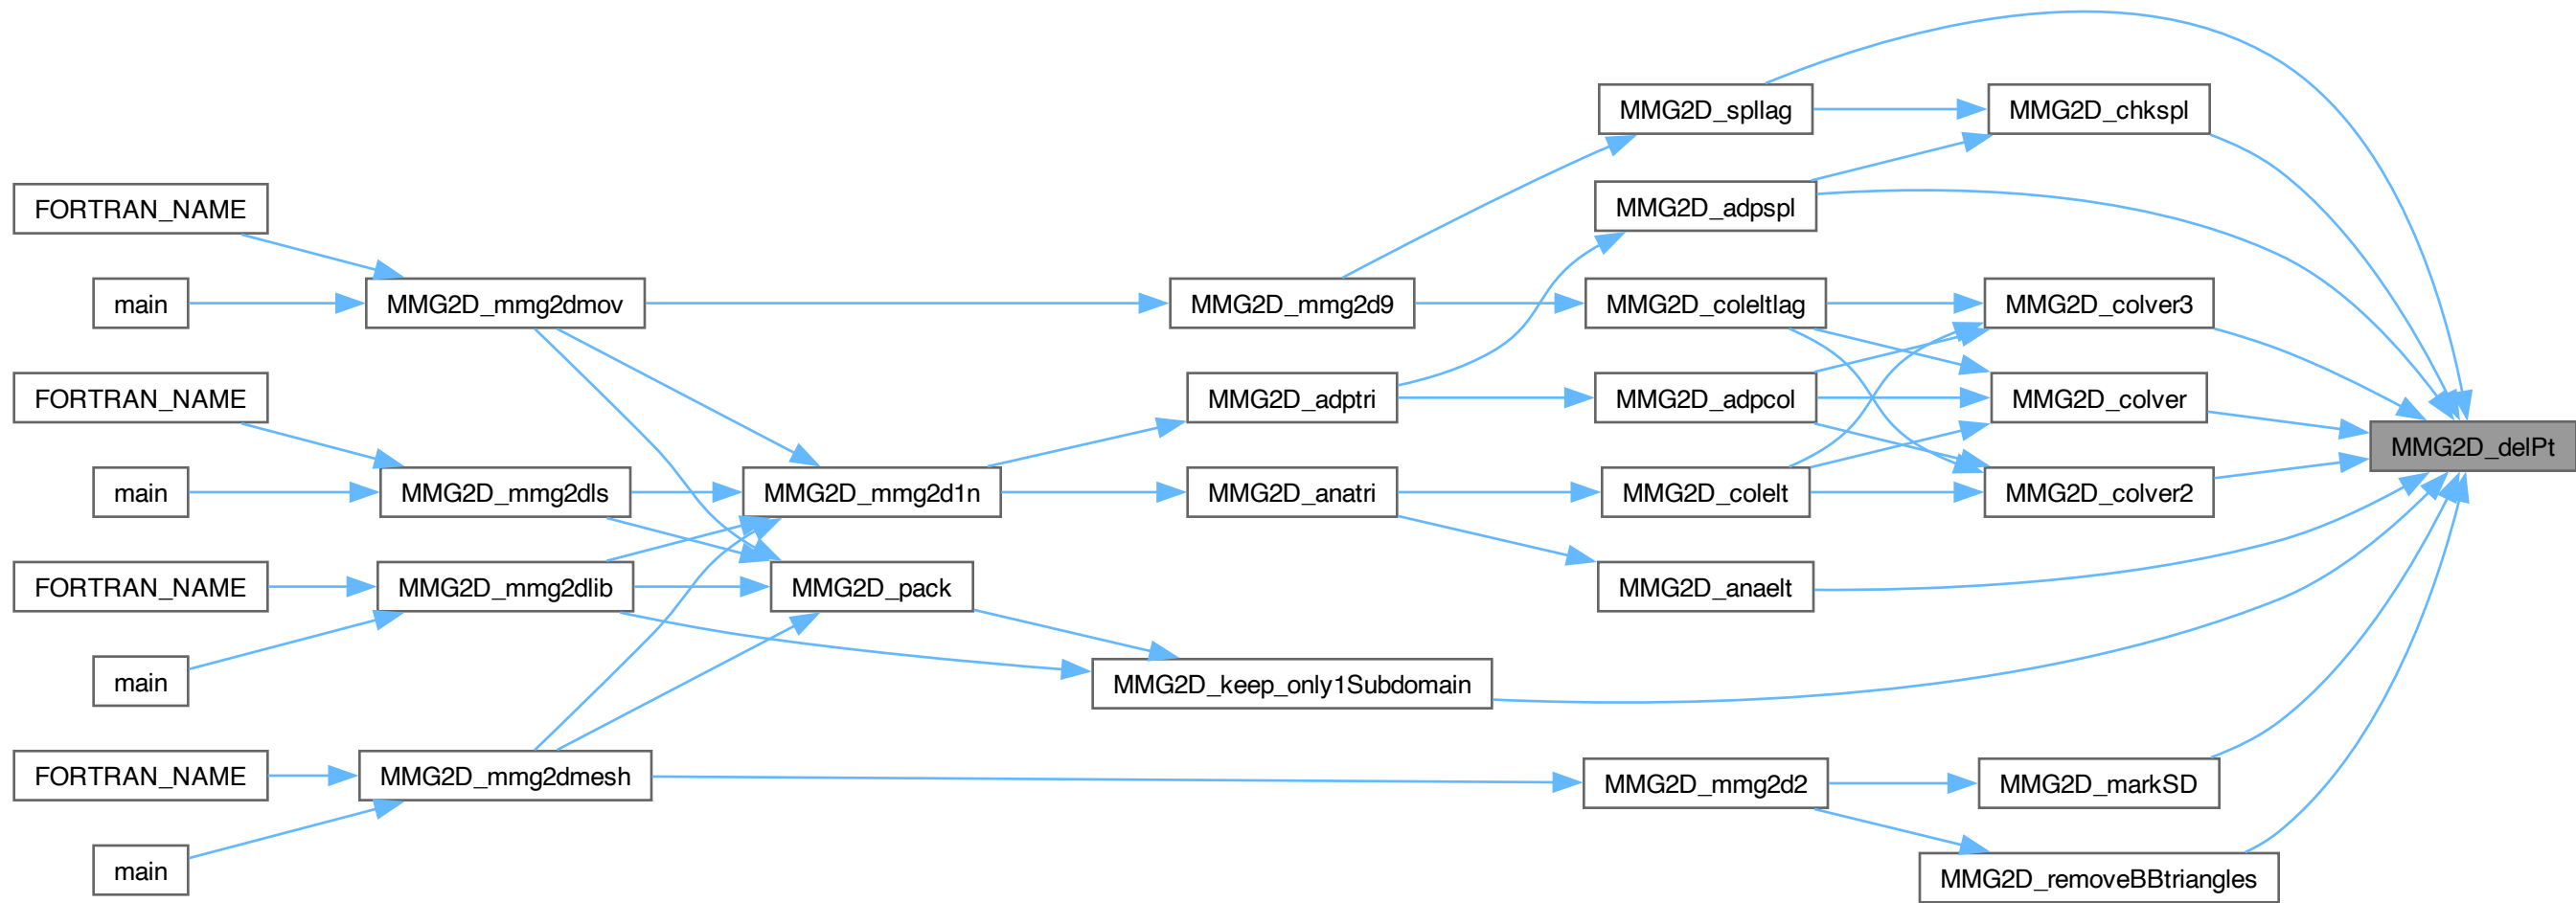 FORTRAN_NAME
main
FORTRAN_NAME
main
FORTRAN_NAME
main
FORTRAN_NAME
main
MMG2D_mmg2dmov
MMG2D_mmg2dls
MMG2D_mmg2dlib
MMG2D_mmg2dmesh
MMG2D_mmg2d1n
MMG2D_pack
MMG2D_mmg2d9
MMG2D_adptri
MMG2D_anatri
MMG2D_keep_only1Subdomain
MMG2D_spllag
MMG2D_adpspl
MMG2D_coleltlag
MMG2D_adpcol
MMG2D_colelt
MMG2D_anaelt
MMG2D_mmg2d2
MMG2D_chkspl
MMG2D_colver3
MMG2D_colver
MMG2D_colver2
MMG2D_markSD
MMG2D_removeBBtriangles
MMG2D_delPt